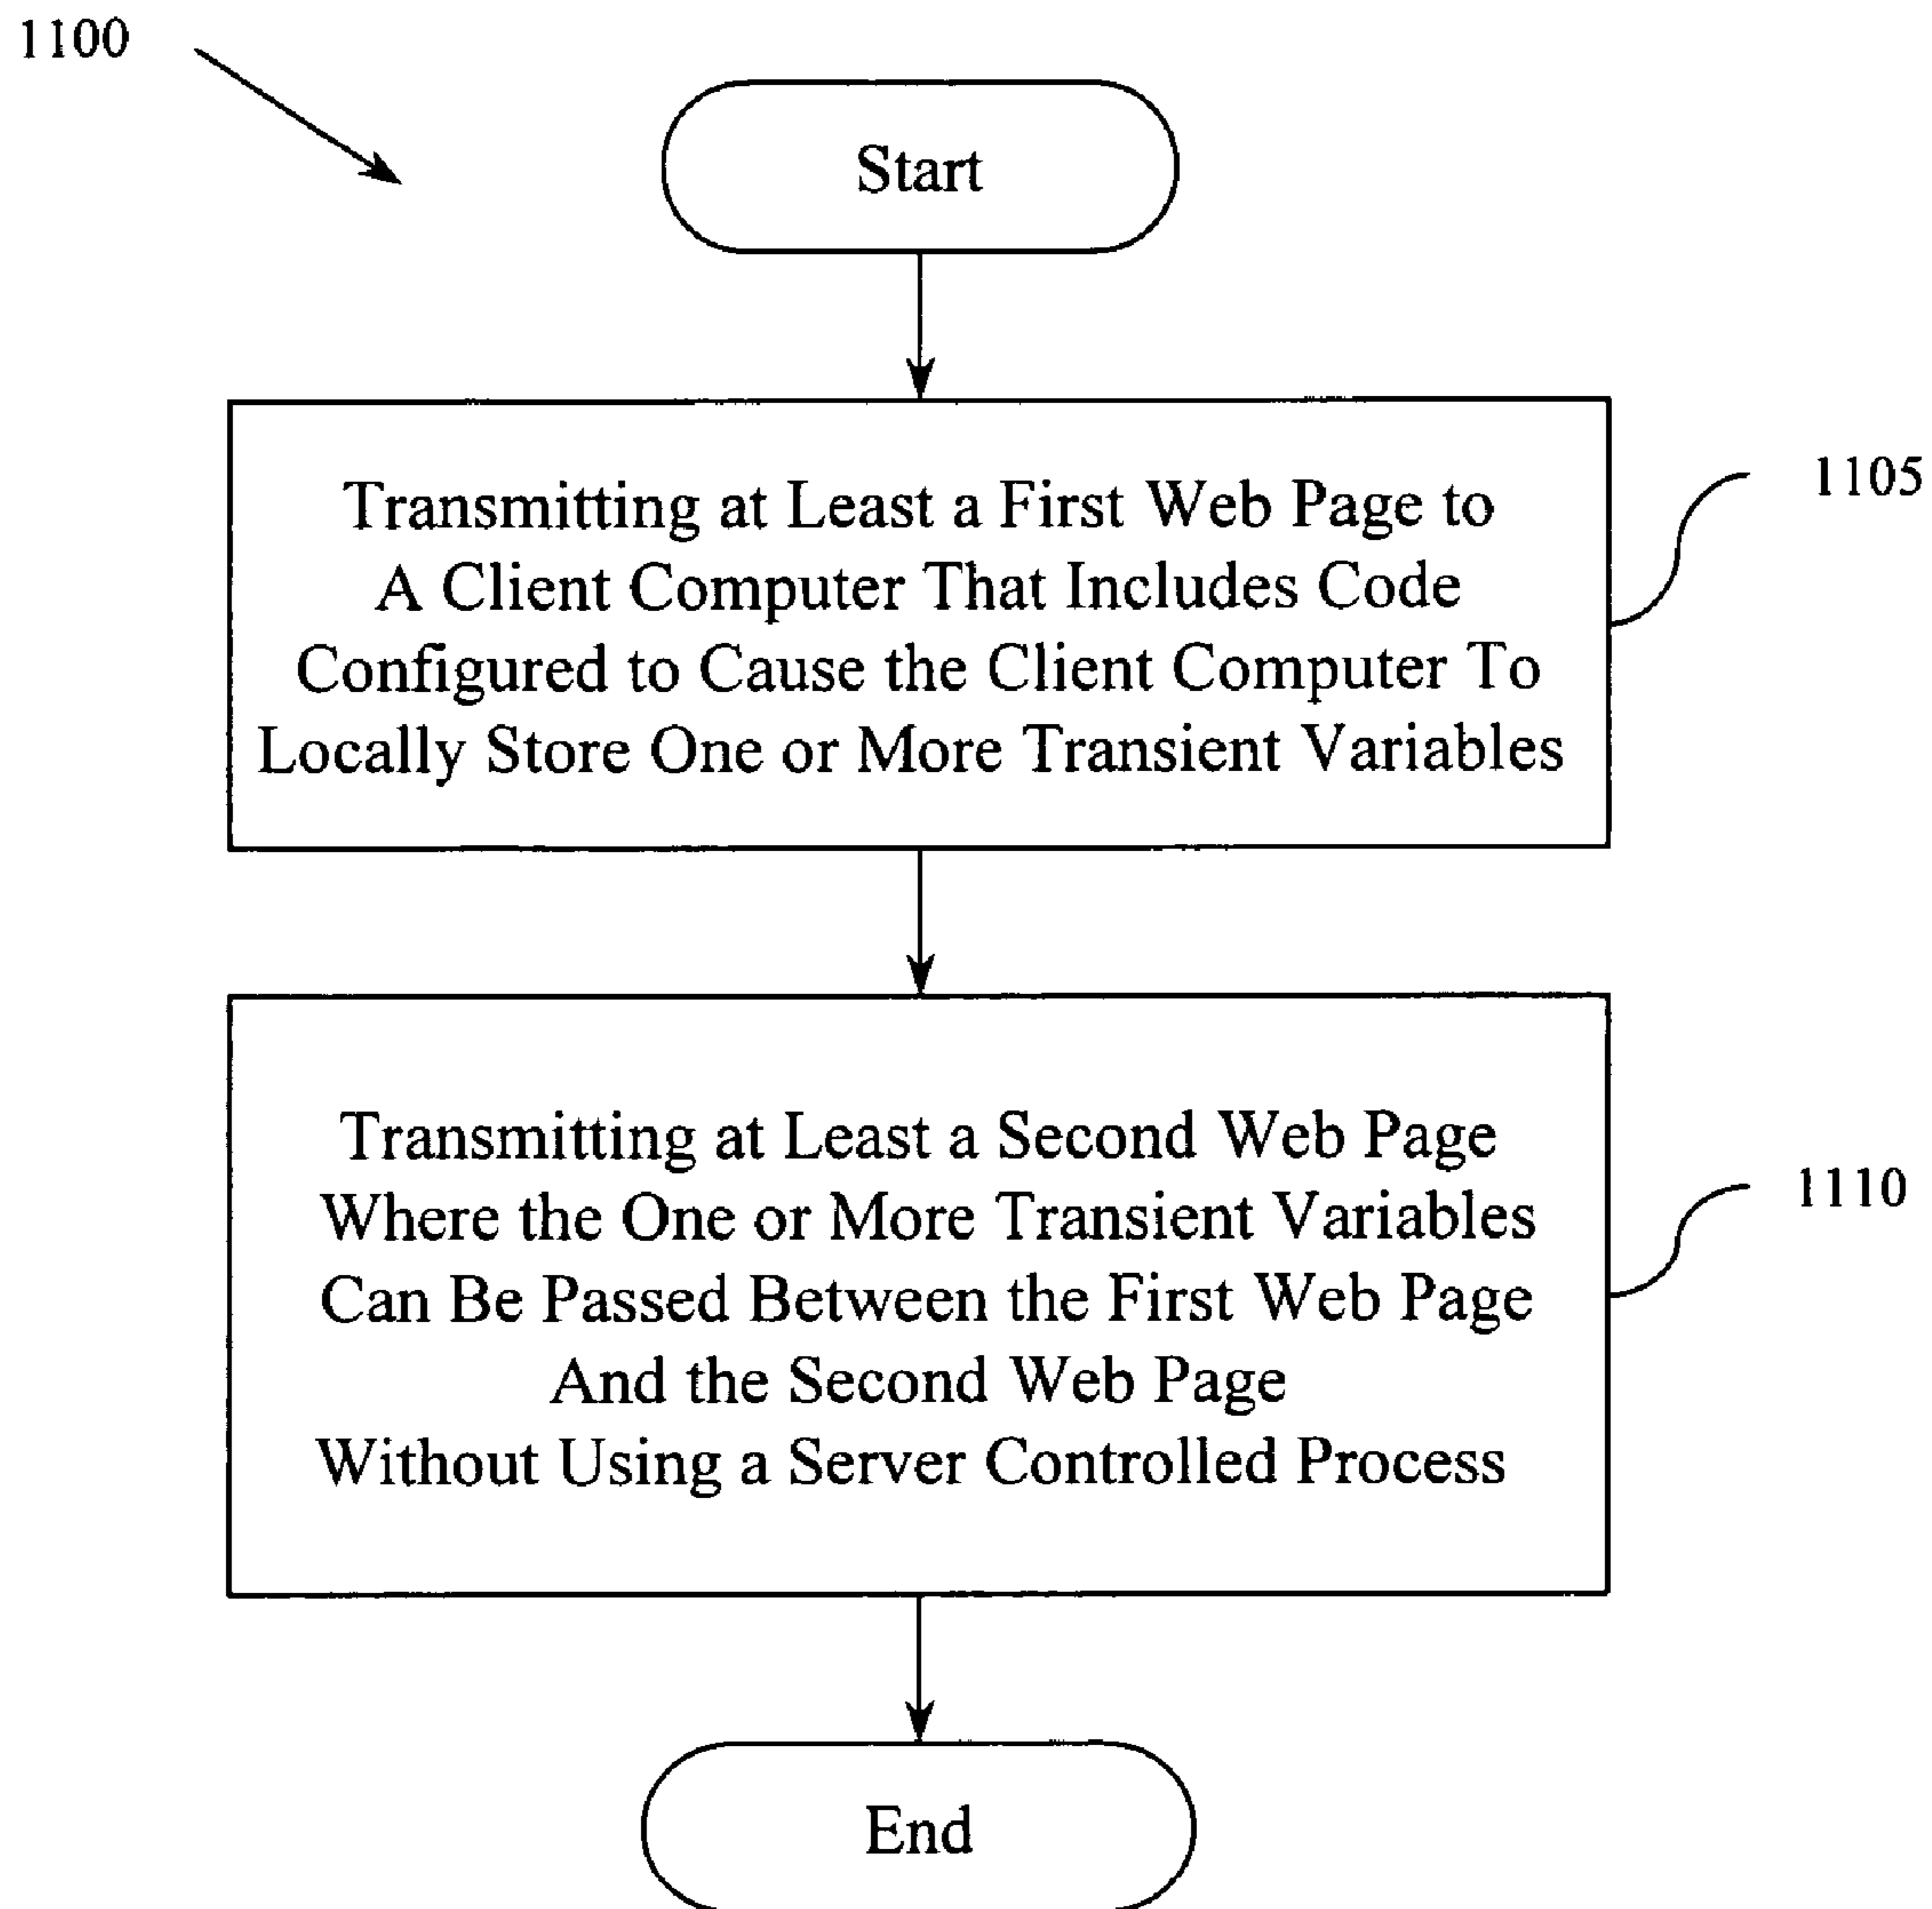 1100
Start
Transmitting at Least a First Web Page to
A Client Computer That Includes Code
Configured to Cause the Client Computer To
Locally Store One or More Transient Variables
1105
Transmitting at Least a Second Web Page
Where the One or More Transient Variables
Can Be Passed Between the First Web Page
And the Second Web Page
Without Using a Server Controlled Process
1110
End